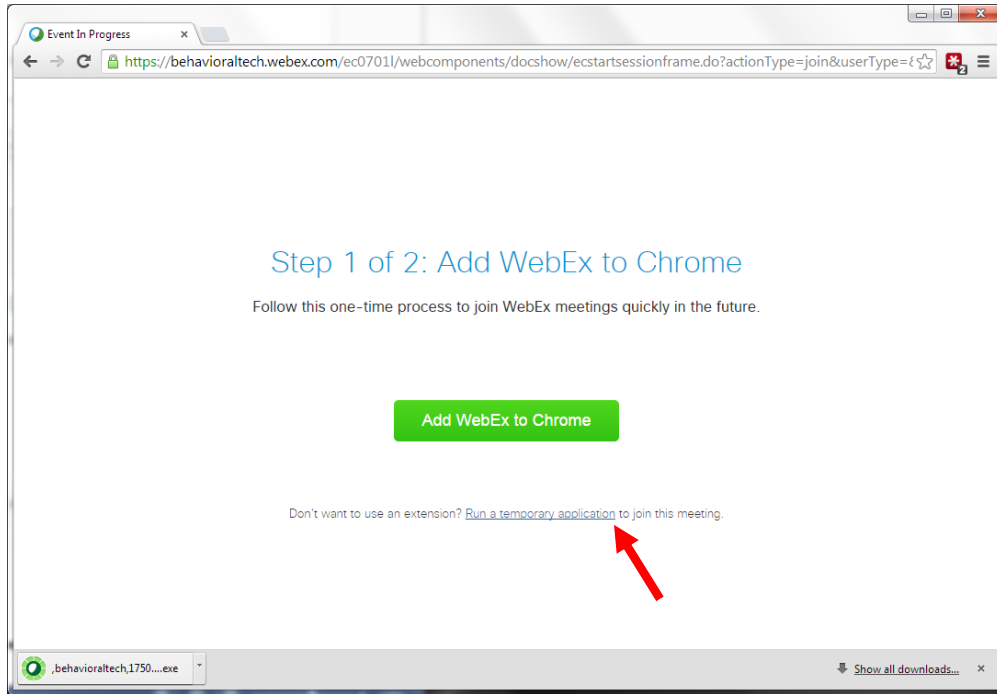 Event In Progress
https://behavioraltech.webex.com/ec0701l/webcomponents/docshow/ecstartsessionframe.do?actionType=join&userType=
2
Step 1 of 2: Add WebEx to Chrome
Follow this one-time process to join WebEx meetings quickly in the future.
Add WebEx to Chrome
Don't want to use an extension? Run a temporary application to join this meeting.
,behavioraltech,1750....exe
Show all downloads...